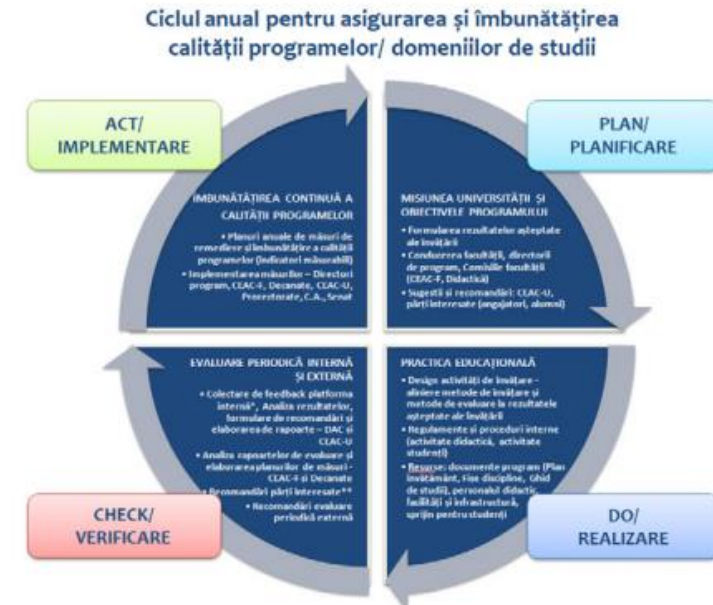 Ciclul anual pentru asigurarea și îmbunătățirea
calității programelor/ domeniilor de studii
ACT/
IMPLEMENTARE
PLAN/
PLANIFICARE
IMBUNĂTĂȚIREA CONTINUĂ A
CALITĂȚII PROGRAMELOR
• Planuri anuale de măsuri de
remediere și îmbunătățire a calității
programelor (indicatori măsurabili)
• Implementarea măsurilor – Directori
program, CEAC-F, Decanate, CEAC-U,
Prorectorate, C.A., Senat
MISIUNEA UNIVERSITĂȚII ȘI
OBIECTIVELE PROGRAMULUI
• Formularea rezultatelor așteptate
ale învățării
• Conducerea facultății, directorii
de program, Comisiile facultății
(CEAC-F, Didactică)
• Sugestii și recomandări: CEAC-U,
părți interesate (angajatori, alumni)
EVALUARE PERIODICĂ INTERNĂ
ȘI EXTERNĂ
• Colectare de feedback platforma
internă*, Analiza rezultatelor,
formulare de recomandări și
elaborarea de rapoarte – DAC și
CEAC-U
• Analiza rapoartelor de evaluare și
elaborarea planurilor de măsuri -
CEAC-F și Decanate
• Recomandări părți interesate**
• Recomandări evaluare
periodică externă
PRACTICA EDUCAȚIONALĂ
• Design activități de învățare -
aliniere metode de învățare și
metode de evaluare la rezultatele
așteptate ale învățării
• Regulamente și proceduri interne
(activitate didactică, activitate
studenți)
• Resurse: documente program (Plan
învățământ, Fișe discipline, Ghid
de studii), personalul didactic,
facilități și infrastructură,
sprijin pentru studenți
CHECK/
VERIFICARE
DO/
REALIZARE